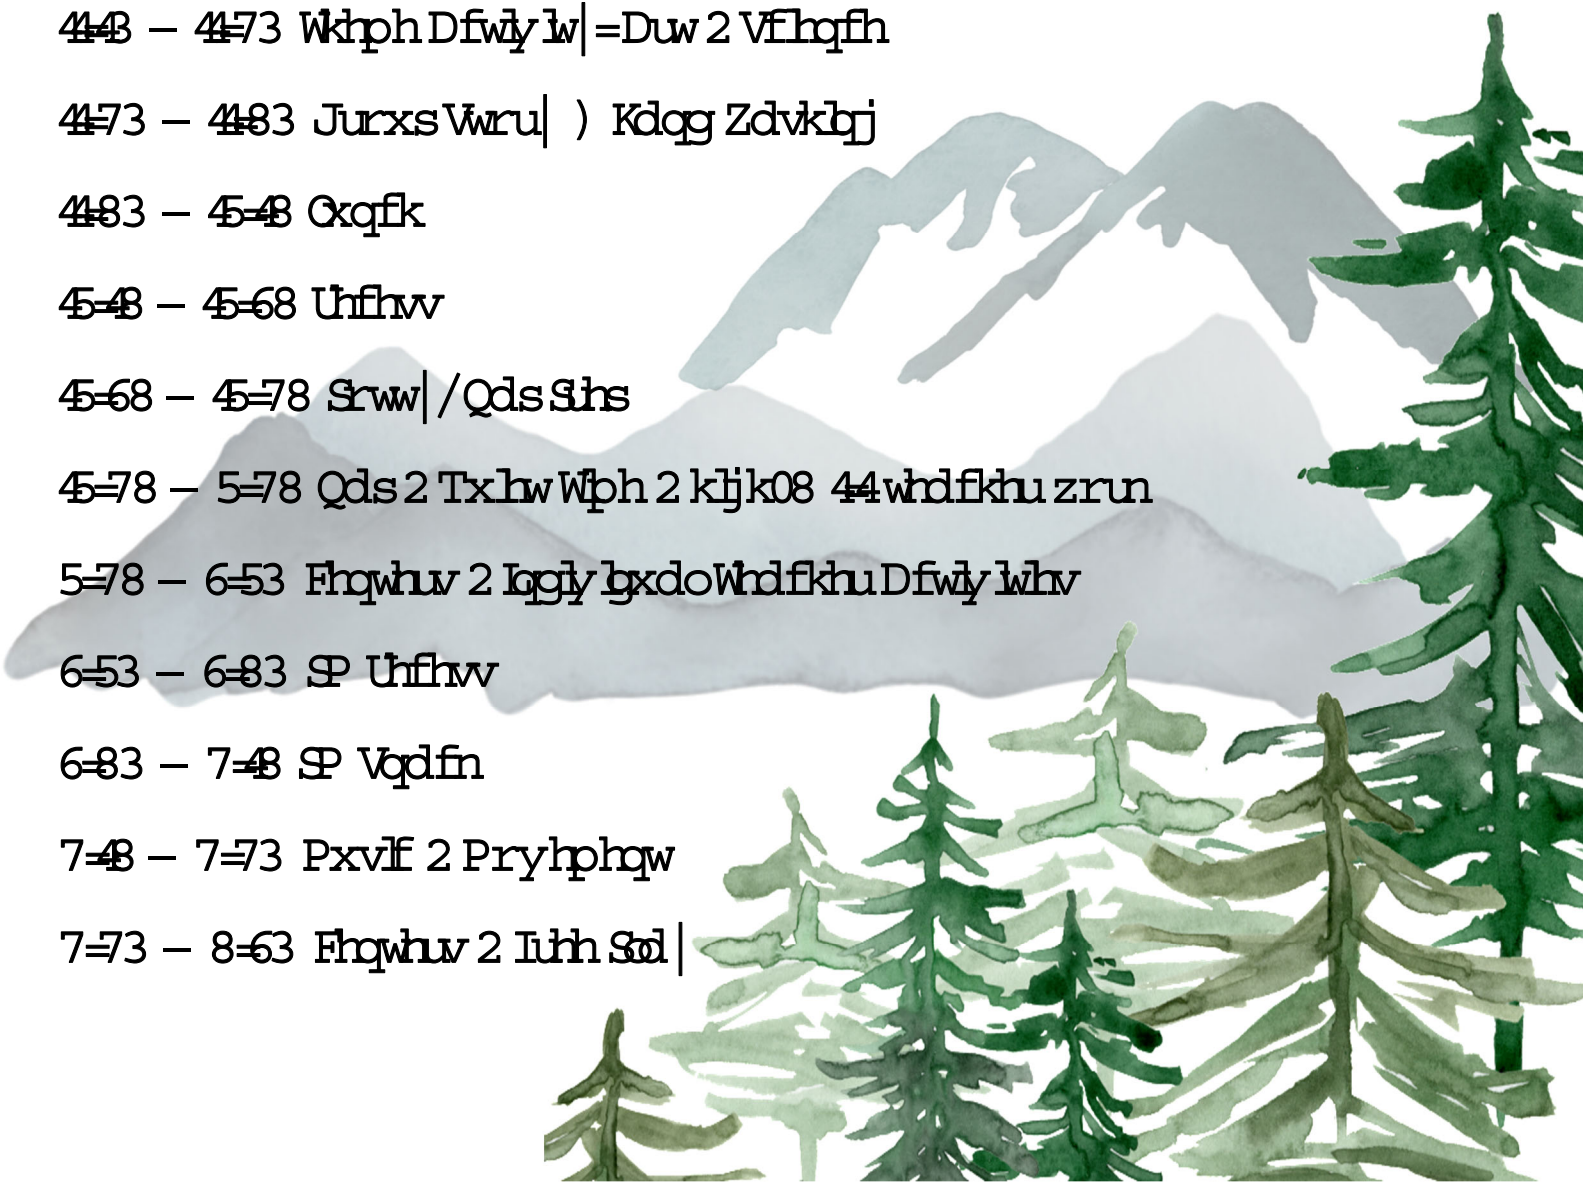 44=43 – 44=73 Wkhph Dfwlylw|=Duw 2 Vflhqfh
44=73 – 44=83 Jurxs Vwru| ) Kdqg Zdvklqj
44=83 – 45=48 Oxqfk
45=48 – 45=68 Uhfhvv
45=68 – 45=78 Srww|/ Qds Suhs
45=78 – 5=78 Qds 2 Txlhw Wlph 2 kljk08 4=4 whdfkhu zrun
5=78 – 6=53 Fhqwhuv 2 Lqglylgxdo Whdfkhu Dfwlylwlhv
6=53 – 6=83 SP Uhfhvv
6=83 – 7=48 SP Vqdfn
7=48 – 7=73 Pxvlf 2 Pryhphqw
7=73 – 8=63 Fhqwhuv 2 Iuhh Sod|